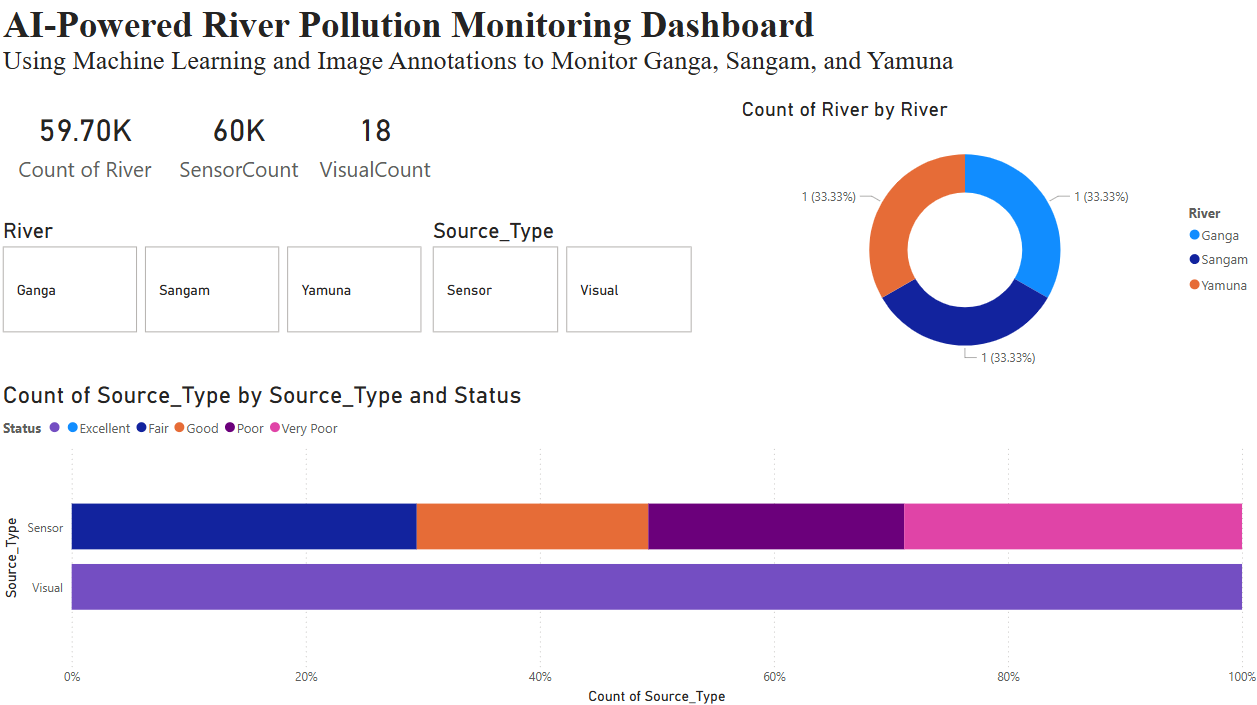 AI-Powered River Pollution Monitoring Dashboard
Using Machine Learning and Image Annotations to Monitor Ganga, Sangam, and Yamuna
59.70K
Count of River
60K
SensorCount
18
VisualCount
Count of River by River
1 (33.33%)
1 (33.33%)
1 (33.33%)
River
Ganga
Sangam
Yamuna
River
Ganga
Sangam
Yamuna
Source_Type
Sensor
Visual
Count of Source_Type by Source_Type and Status
Status
Excellent
Fair
Good
Poor
Very Poor
Source_Type
Sensor
Visual
0%
20%
40%
60%
80%
100%
Count of Source_Type